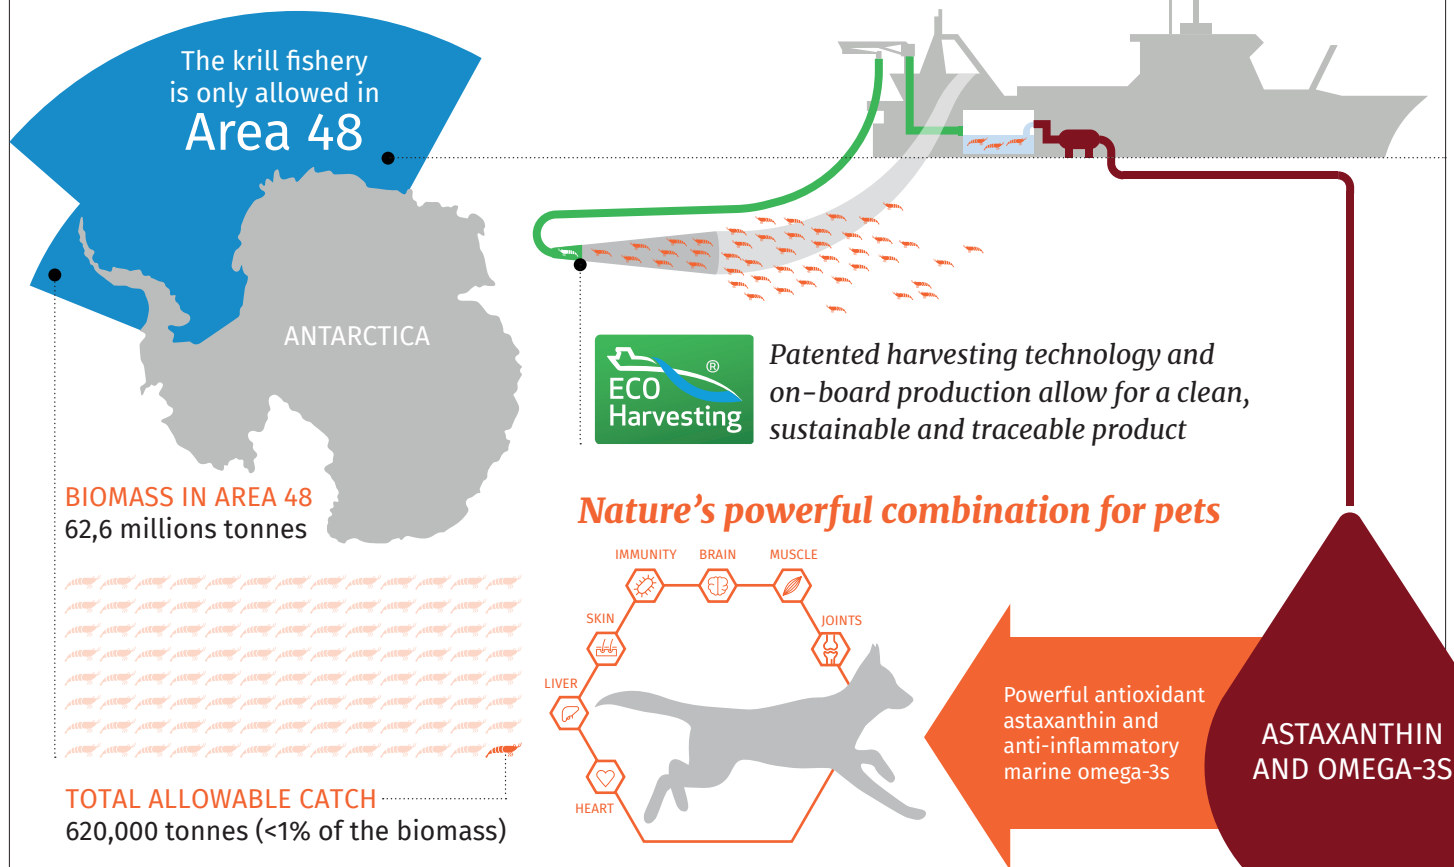 The krill fishery
is only allowed in
Area 48
ANTARCTICA
ECO
Harvesting
®
Patented harvesting technology and
on-board production allow for a clean,
sustainable and traceable product
BIOMASS IN AREA 48
62,6 millions tonnes
TOTAL ALLOWABLE CATCH
620,000 tonnes (<1% of the biomass)
Nature's powerful combination for pets
IMMUNITY
BRAIN
MUSCLE
SKIN
JOINTS
LIVER
HEART
Powerful antioxidant
astaxanthin and
anti-inflammatory
marine omega-3s
ASTAXANTHIN
AND OMEGA-3S